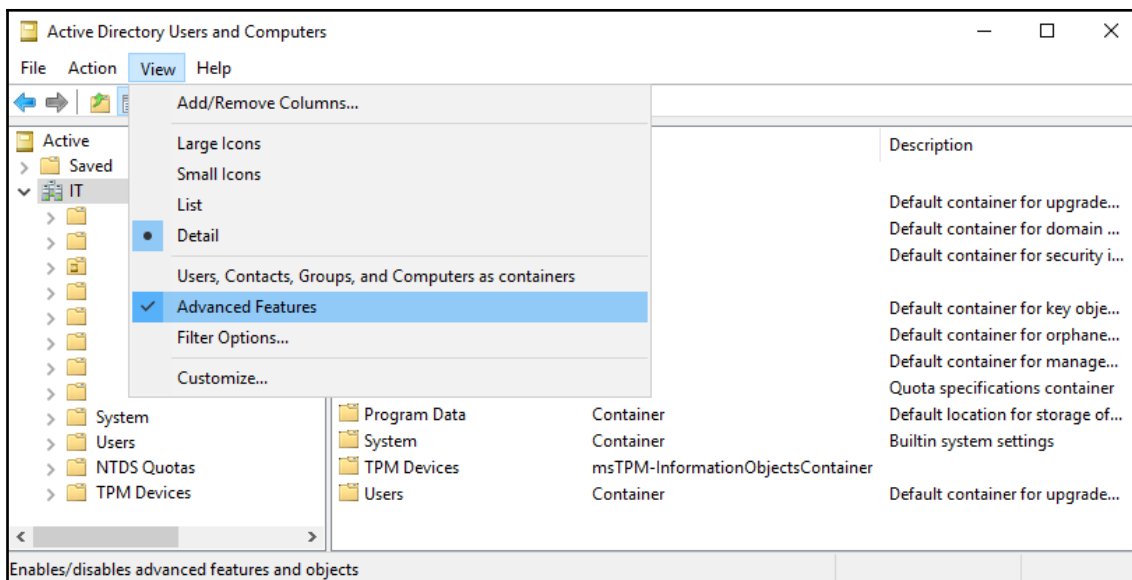 Active Directory Users and Computers
File Action View Help
Add/Remove Columns...
Large Icons
Small Icons
List
Detail
Users, Contacts, Groups, and Computers as containers
Advanced Features
Filter Options...
Customize...
Active
Saved
IT
System
Users
NTDS Quotas
TPM Devices
Description
Default container for upgrade...
Default container for domain ...
Default container for security i...
Default container for key obje...
Default container for orphane...
Default container for manage...
Quota specifications container
Program Data Container Default location for storage of...
System Container Builtin system settings
TPM Devices msTPM-InformationObjectsContainer
Users Container Default container for upgrade...
Enables/disables advanced features and objects